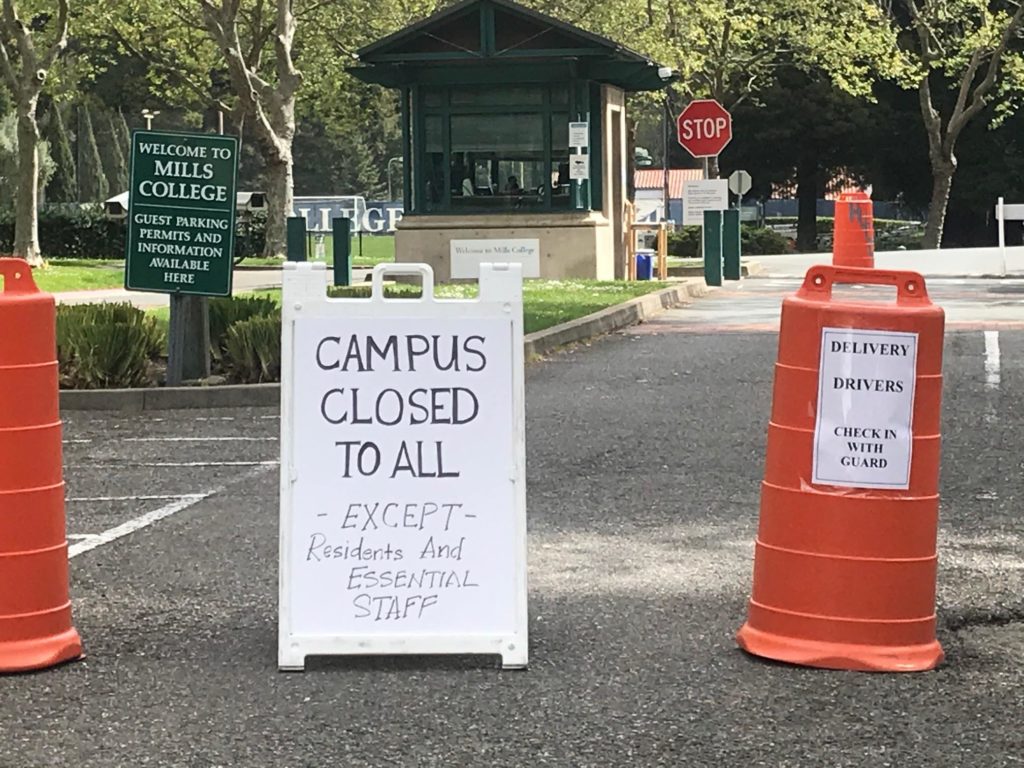 WELCOME TO
MILLS
COLLEGE
GUEST PARKING
PERMITS AND
INFORMATION
AVAILABLE
HERE
LLEGE
Welcome to Mills College
STOP
CAMPUS
CLOSED
TO ALL
- EXCEPT -
Residents And
ESSENTIAL
STAFF
DELIVERY
DRIVERS
CHECK IN
WITH
GUARD